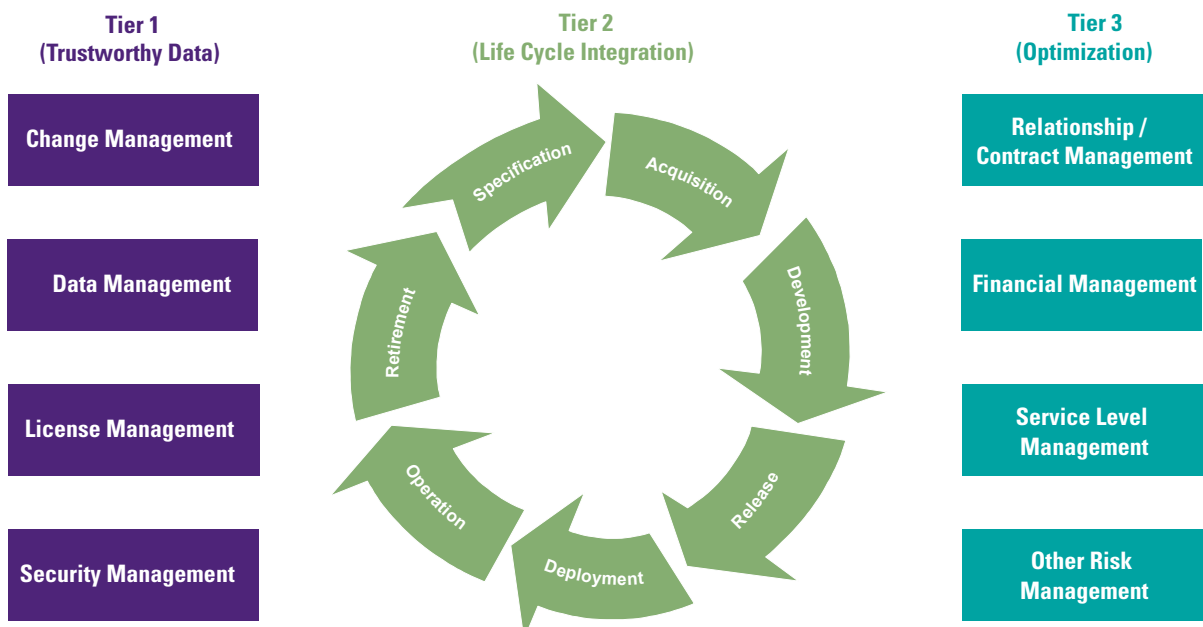 Tier 1
(Trustworthy Data)
Change Management
Data Management
License Management
Security Management
Tier 2
(Life Cycle Integration)
Specification
Acquisition
Development
Release
Deployment
Operation
Retirement
Tier 3
(Optimization)
Relationship /
Contract Management
Financial Management
Service Level
Management
Other Risk
Management